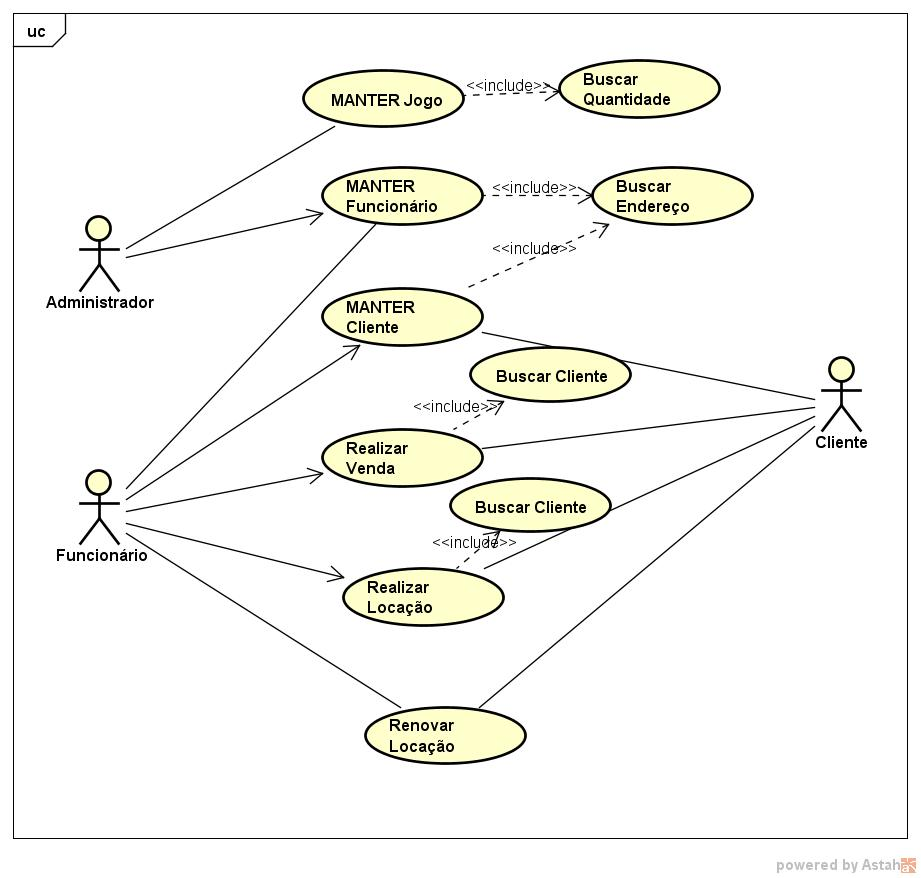 uc
MANTER Jogo
<<include>>
Buscar
Quantidade
MANTER
Funcionário
<<include>>
Buscar
Endereço
<<include>>
Administrador
MANTER
Cliente
Buscar Cliente
<<include>>
Cliente
Realizar
Venda
Buscar Cliente
<<include>>
Funcionário
Realizar
Locação
Renovar
Locação
powered by Astah